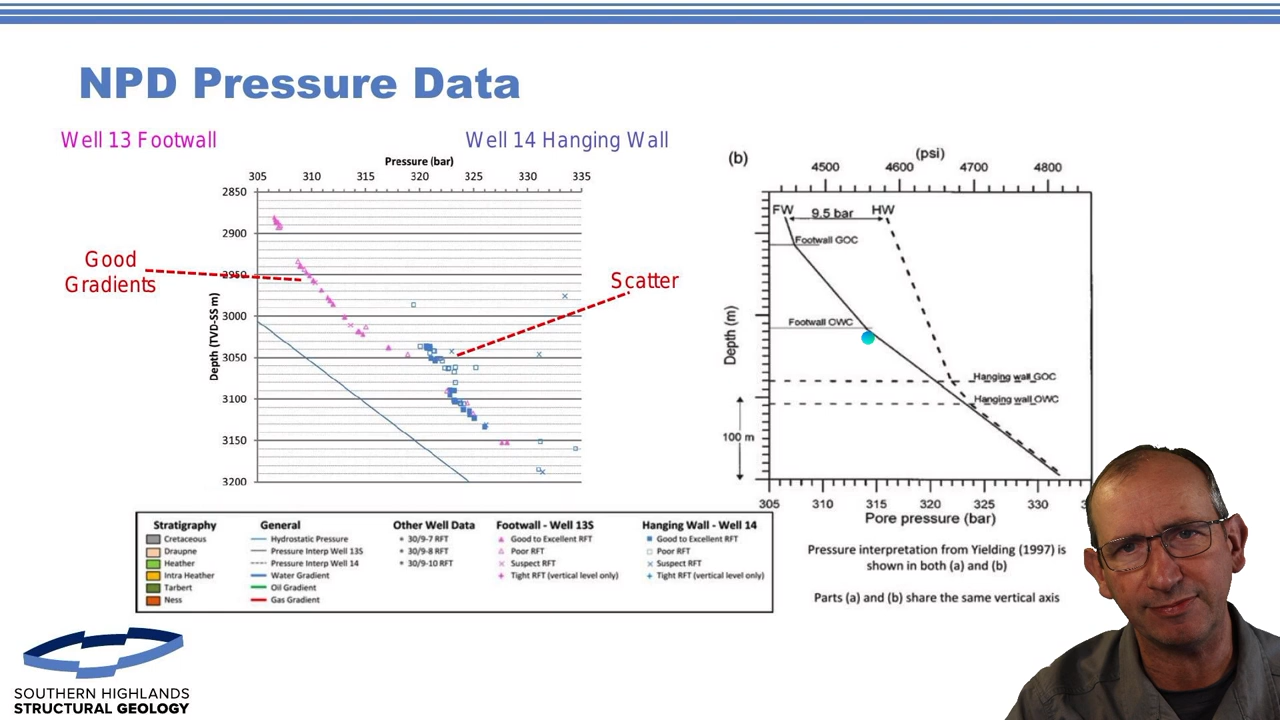 NPD Pressure Data
Well 13 Footwall
Well 14 Hanging Wall
Pressure (bar)
305 310 315 320 325 330 335
2850
2900
2950
3000
3050
3100
3150
3200
Depth (TVD-SS m)
Good
Gradients
Scatter
(b)
(psi)
4500 4600 4700 4800
FW 9.5 bar HW
Footwall GOC
Footwall OWC
Hanging wall GOC
Hanging wall OWC
Depth (m)
100 m
305 310 315 320 325 330
Pore pressure (bar)
Stratigraphy
Cretaceous
Draupne
Heather
Intra Heather
Tarbert
Ness
General
Hydrostatic Pressure
Pressure Interp Well 13S
Pressure Interp Well 14
Water Gradient
Oil Gradient
Gas Gradient
Other Well Data
30/9-7 RFT
30/9-8 RFT
30/9-10 RFT
Footwall - Well 13S
Good to Excellent RFT
Poor RFT
Suspect RFT
Tight RFT (vertical level only)
Hanging Wall - Well 14
Good to Excellent RFT
Poor RFT
Suspect RFT
Tight RFT (vertical level only)
Pressure interpretation from Yielding (1997) is
shown in both (a) and (b)
Parts (a) and (b) share the same vertical axis
SOUTHERN HIGHLANDS
STRUCTURAL GEOLOGY